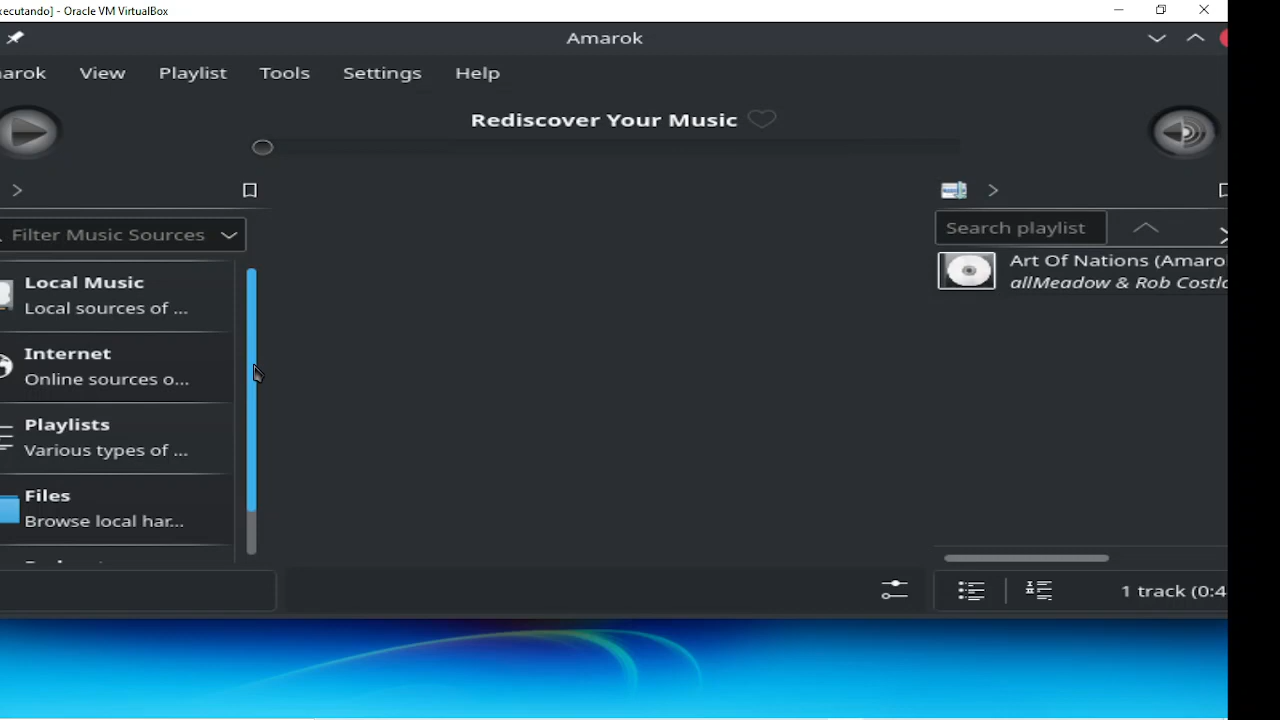 xecutando] - Oracle VM VirtualBox
Amarok
arok View Playlist Tools Settings Help
Rediscover Your Music
Filter Music Sources
Search playlist
Local Music
Local sources of ...
Internet
Online sources o...
Playlists
Various types of ...
Files
Browse local har...
Art Of Nations (Amaro
allMeadow & Rob Costlo
1 track (0:4